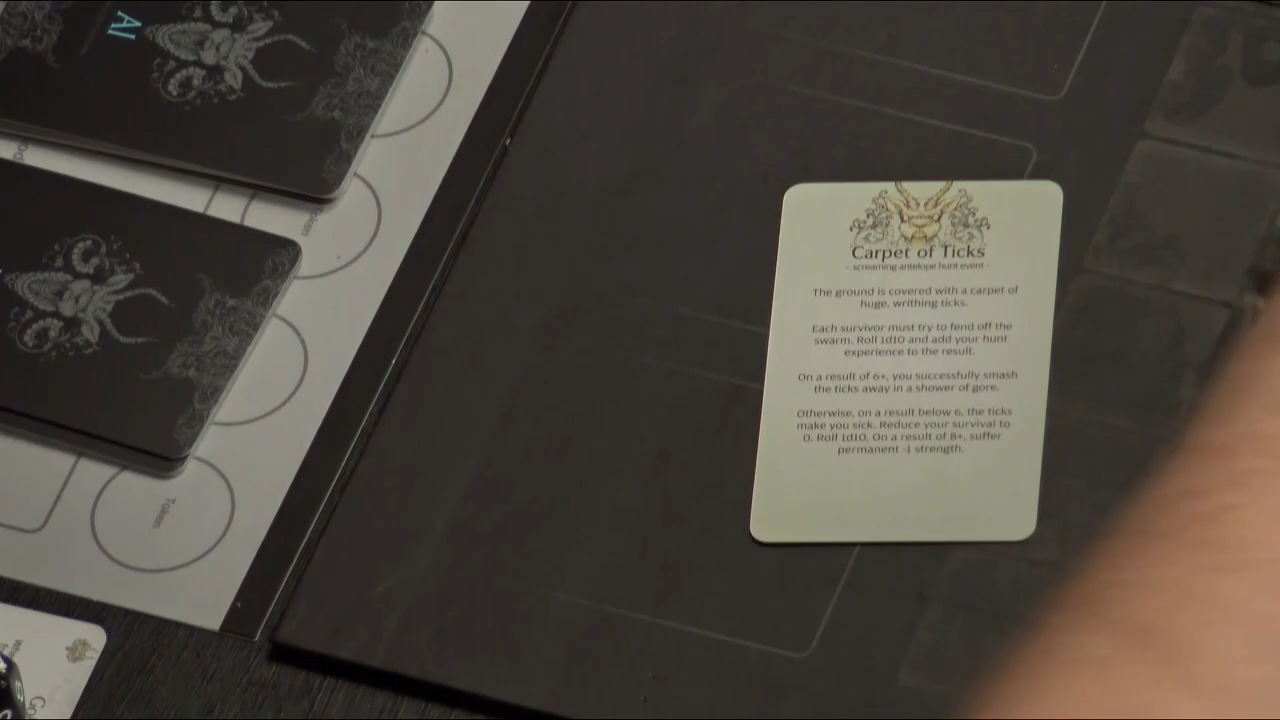 AI
Carpet of Ticks
- screaming antelope hunt event -
The ground is covered with a carpet of
huge, writhing ticks.
Each survivor must try to fend off the
swarm. Roll 1d10 and add your hunt
experience to the result.
On a result of 6+, you successfully smash
the ticks away in a shower of gore.
Otherwise, on a result below 6, the ticks
make you sick. Reduce your survival to
0. Roll 1d10. On a result of 8+, suffer
permanent -1 strength.
Token